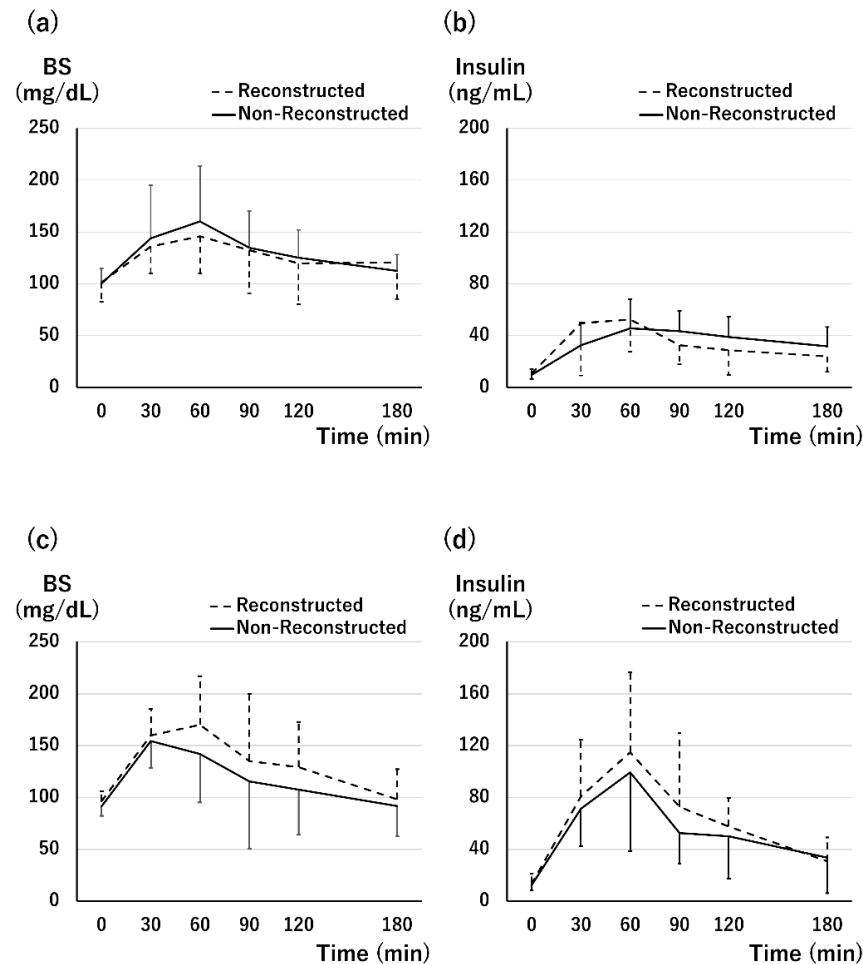 (a)
BS
(mg/dL)
Reconstructed
Non-Reconstructed
250
200
150
100
50
0
0 30 60 90 120 180
Time (min)
(b)
Insulin
(ng/mL)
Reconstructed
Non-Reconstructed
200
160
120
80
40
0
0 30 60 90 120 180
Time (min)
(c)
BS
(mg/dL)
Reconstructed
Non-Reconstructed
250
200
150
100
50
0
0 30 60 90 120 180
Time (min)
(d)
Insulin
(ng/mL)
Reconstructed
Non-Reconstructed
200
160
120
80
40
0
0 30 60 90 120 180
Time (min)